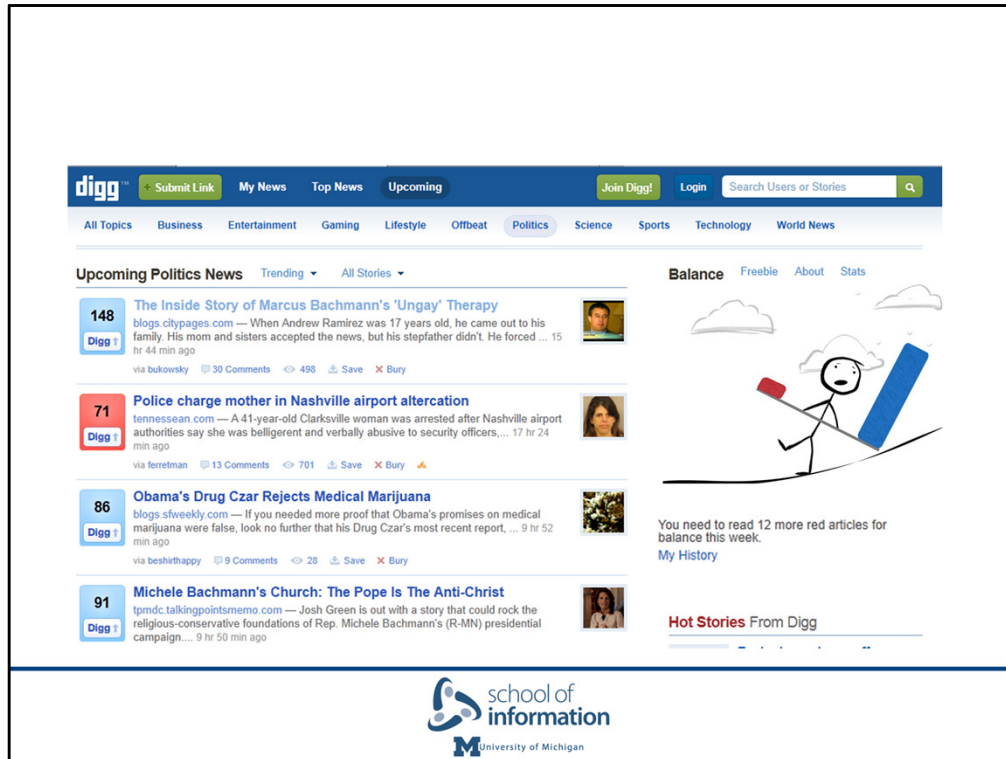 digg™ + Submit Link My News Top News Upcoming Join Digg! Login Search Users or Stories
All Topics Business Entertainment Gaming Lifestyle Offbeat Politics Science Sports Technology World News
Upcoming Politics News Trending All Stories
148
Digg
The Inside Story of Marcus Bachmann's 'Ungay' Therapy
blogs.citypages.com — When Andrew Ramirez was 17 years old, he came out to his
family. His mom and sisters accepted the news, but his stepfather didn't. He forced ... 15
hr 44 min ago
via bukowsky 30 Comments 498 Save Bury
71
Digg
Police charge mother in Nashville airport altercation
tennessean.com — A 41-year-old Clarksville woman was arrested after Nashville airport
authorities say she was belligerent and verbally abusive to security officers,... 17 hr 24
min ago
via ferretman 13 Comments 701 Save Bury
86
Digg
Obama's Drug Czar Rejects Medical Marijuana
blogs.sfweekly.com — If you needed more proof that Obama's promises on medical
marijuana were false, look no further that his Drug Czar's most recent report, ... 9 hr 52
min ago
via beshirthappy 9 Comments 28 Save Bury
91
Digg
Michele Bachmann's Church: The Pope Is The Anti-Christ
tpmdc.talkingpointsmemo.com — Josh Green is out with a story that could rock the
religious-conservative foundations of Rep. Michele Bachmann's (R-MN) presidential
campaign.... 9 hr 50 min ago
Balance Freebie About Stats
You need to read 12 more red articles for
balance this week.
My History
Hot Stories From Digg
school of
information
M University of Michigan